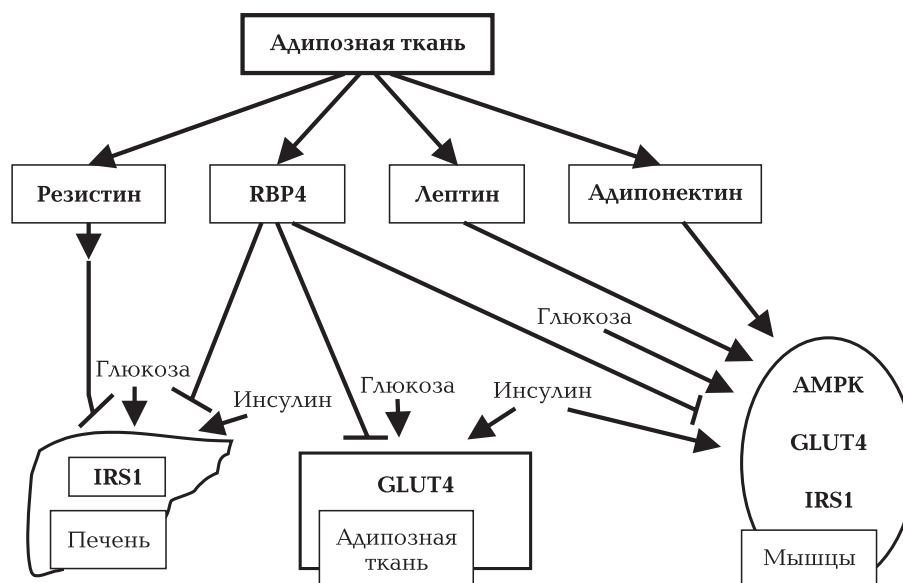 Адипозная ткань
Резистин
RBP4
Лептин
Адипонектин
Глюкоза
Глюкоза
Инсулин
Глюкоза
Инсулин
AMPK
GLUT4
IRS1
IRS1
GLUT4
Печень
Адипозная
ткань
Мышцы